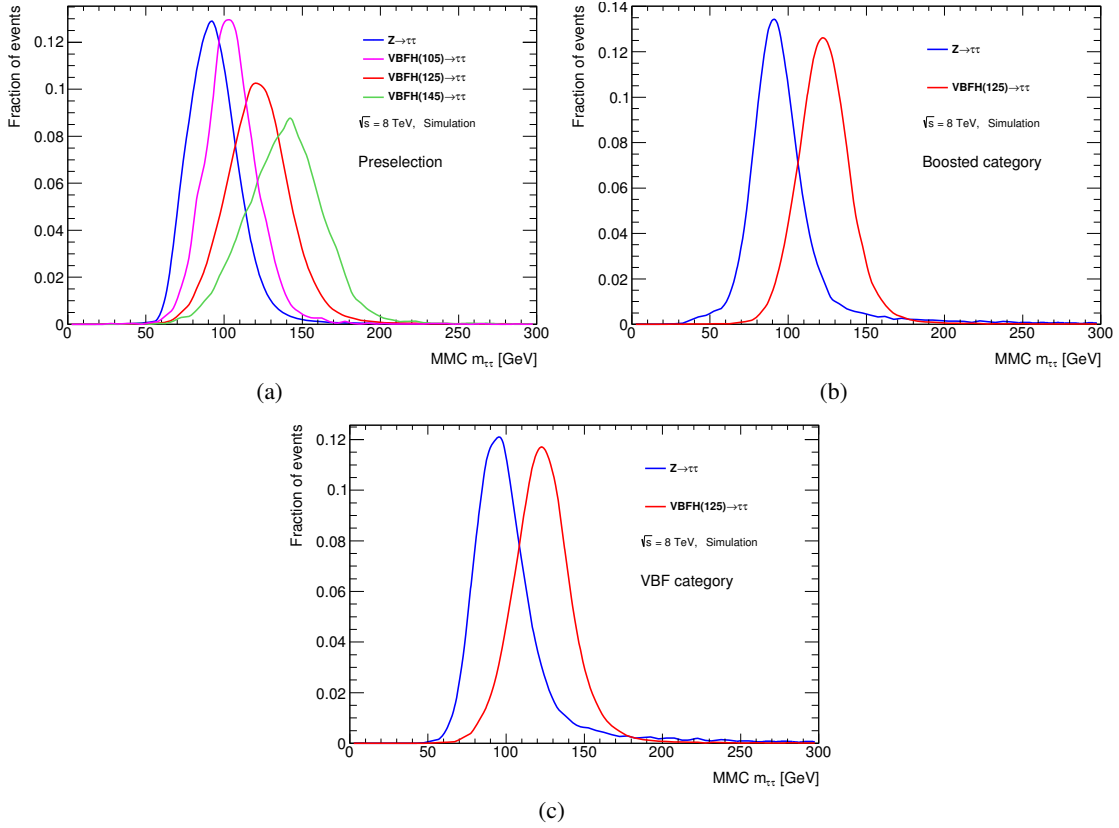 Fraction of events
0.12
0.1
0.08
0.06
0.04
0.02
0
0 50 100 150 200 250 300
MMC mττ [GeV]
Z→ττ
VBFH(105)→ττ
VBFH(125)→ττ
VBFH(145)→ττ
√s = 8 TeV, Simulation
Preselection
(a)
Fraction of events
0.14
0.12
0.1
0.08
0.06
0.04
0.02
0
0 50 100 150 200 250 300
MMC mττ [GeV]
Z→ττ
VBFH(125)→ττ
√s = 8 TeV, Simulation
Boosted category
(b)
Fraction of events
0.12
0.1
0.08
0.06
0.04
0.02
0
0 50 100 150 200 250 300
MMC mττ [GeV]
Z→ττ
VBFH(125)→ττ
√s = 8 TeV, Simulation
VBF category
(c)